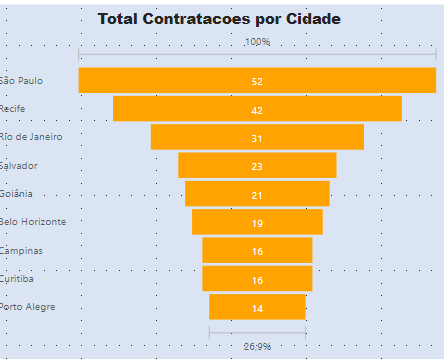 Total Contratacoes por Cidade
100%
São Paulo 52
Recife 42
Rio de Janeiro 31
Salvador 23
Goiânia 21
Belo Horizonte 19
Campinas 16
Curitiba 16
Porto Alegre 14
26,9%